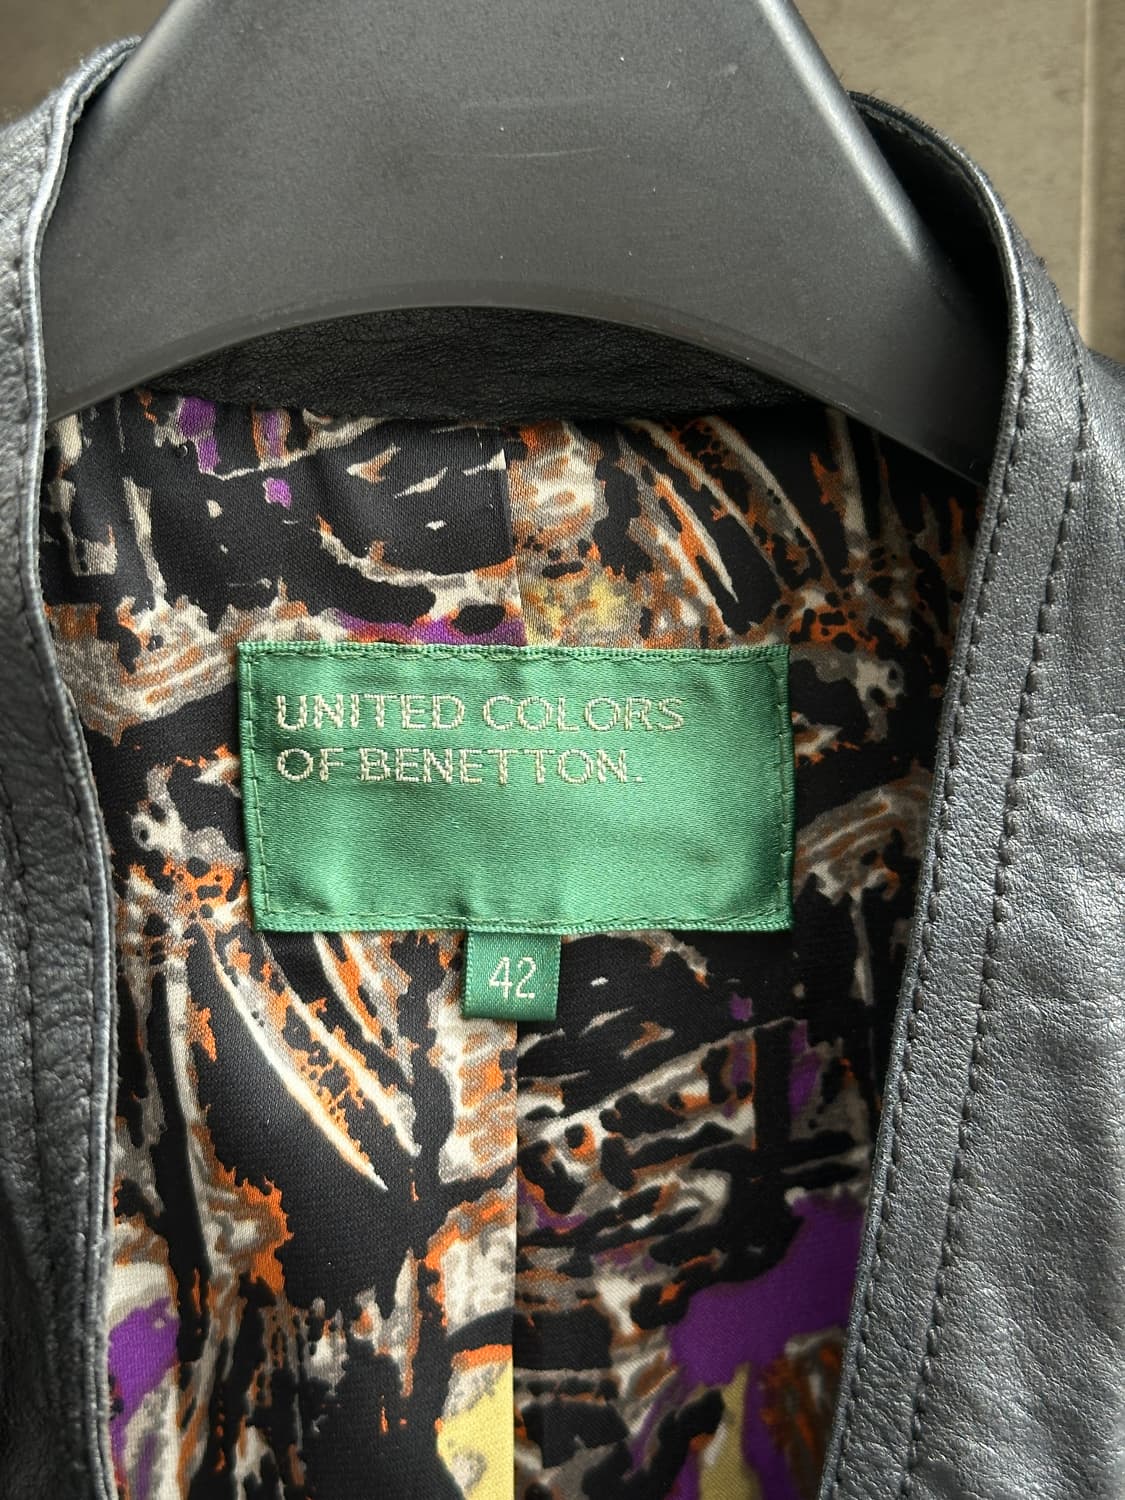 UNITED COLORS
OF BENETTON.
42